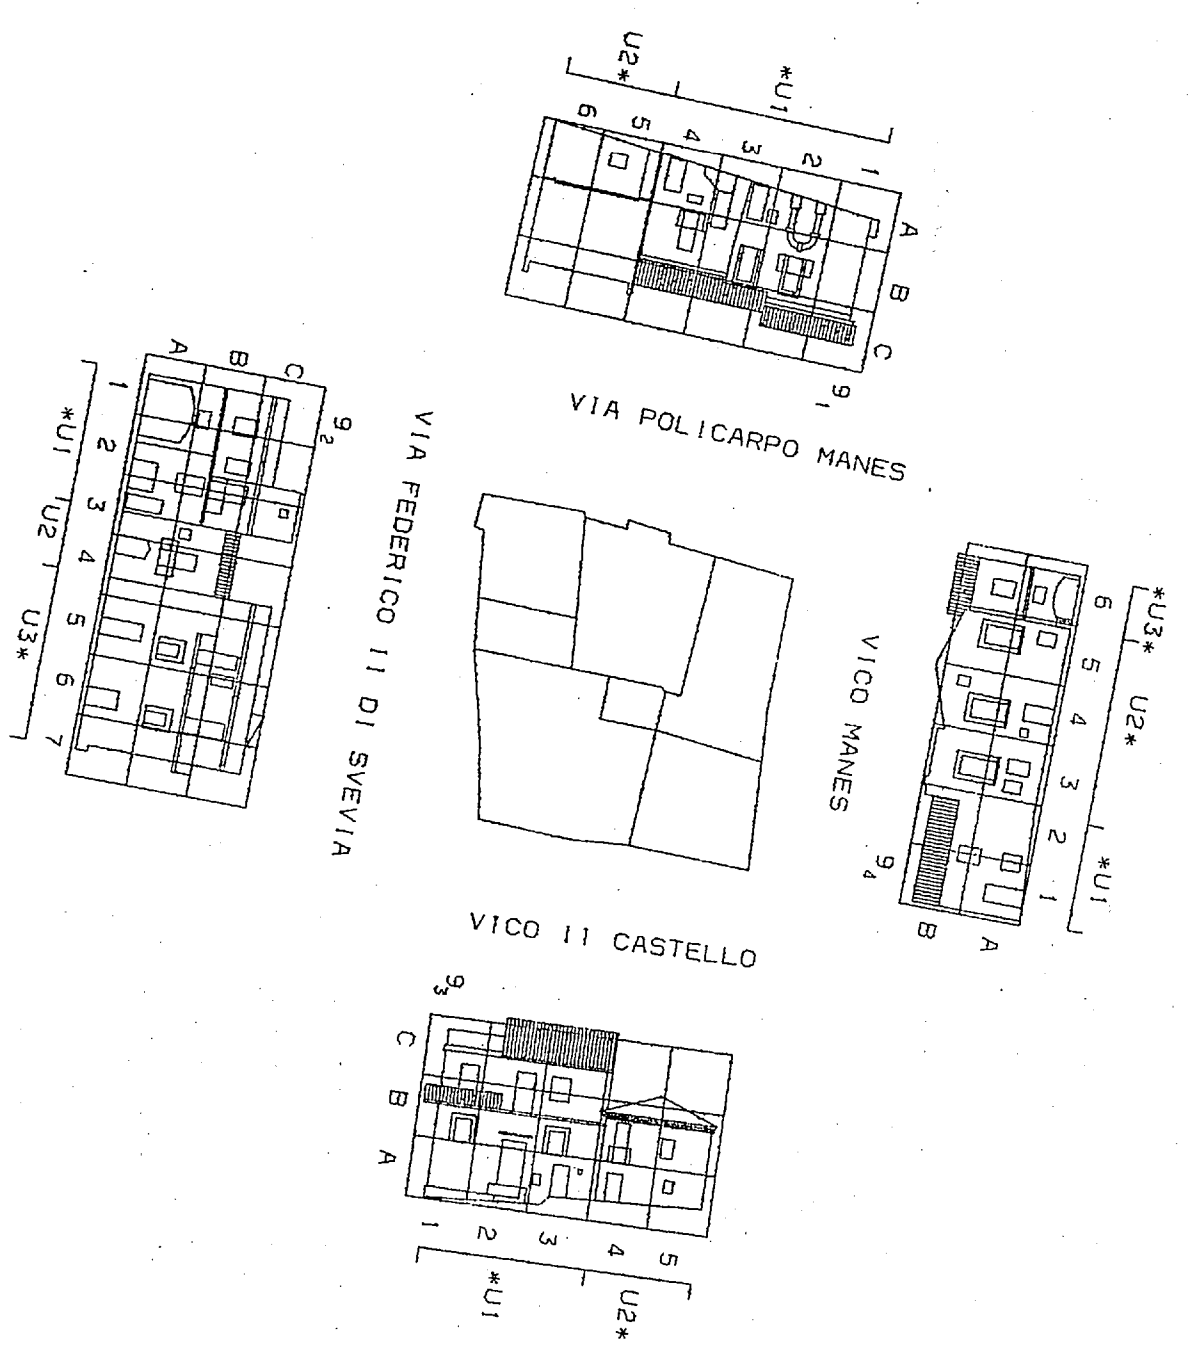 U2* *U1
6 5 4 3 2 1
A
B
C
9 1
VIA POLICARPO MANES
A B C
9 2
1 2 3 4 5 6 7
*U1 U2 U3*
VIA FEDERICO II DI SVEVIA
VICO MANES
6 5 4 3 2 1
*U3* U2* *U1
9 4
B A
VICO II CASTELLO
9 3
C
B
A
1 2 3 4 5
*U1 U2*